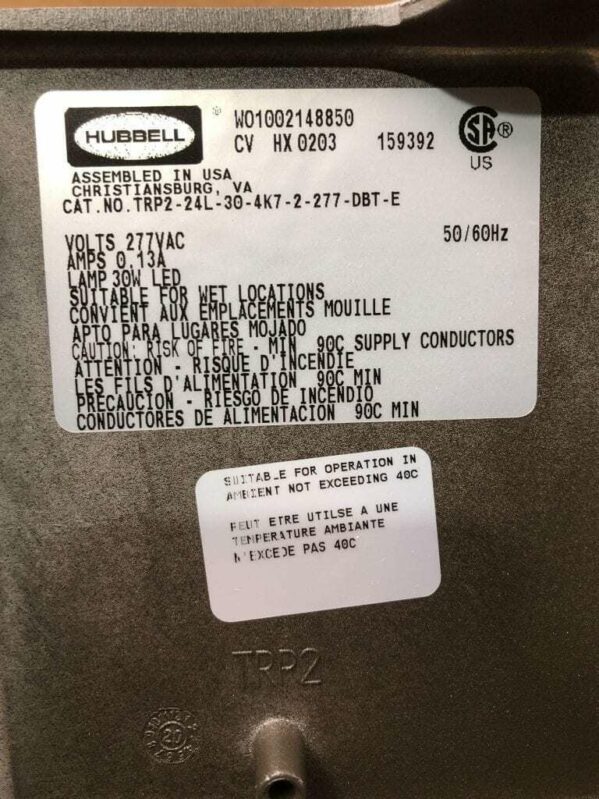 HUBBELL
®
WO1002148850
CV HX 0203 159392
SA®
US
ASSEMBLED IN USA
CHRISTIANSBURG, VA
CAT.NO.TRP2-24L-30-4K7-2-277-DBT-E
VOLTS 277VAC 50/60Hz
AMPS 0.13A
LAMP 30W LED
SUITABLE FOR WET LOCATIONS
CONVIENT AUX EMPLACEMENTS MOUILLE
APTO PARA LUGARES MOJADO
CAUTION: RISK OF FIRE - MIN 90C SUPPLY CONDUCTORS
ATTENTION - RISQUE D'INCENDIE
LES FILS D'ALIMENTATION 90C MIN
PRECAUCION - RIESGO DE INCENDIO
CONDUCTORES DE ALIMENTACION 90C MIN
SUITABLE FOR OPERATION IN
AMBIENT NOT EXCEEDING 40C
PEUT ETRE UTILSE A UNE
TEMPERATURE AMBIANTE
N'EXCEDE PAS 40C
TRP2
20